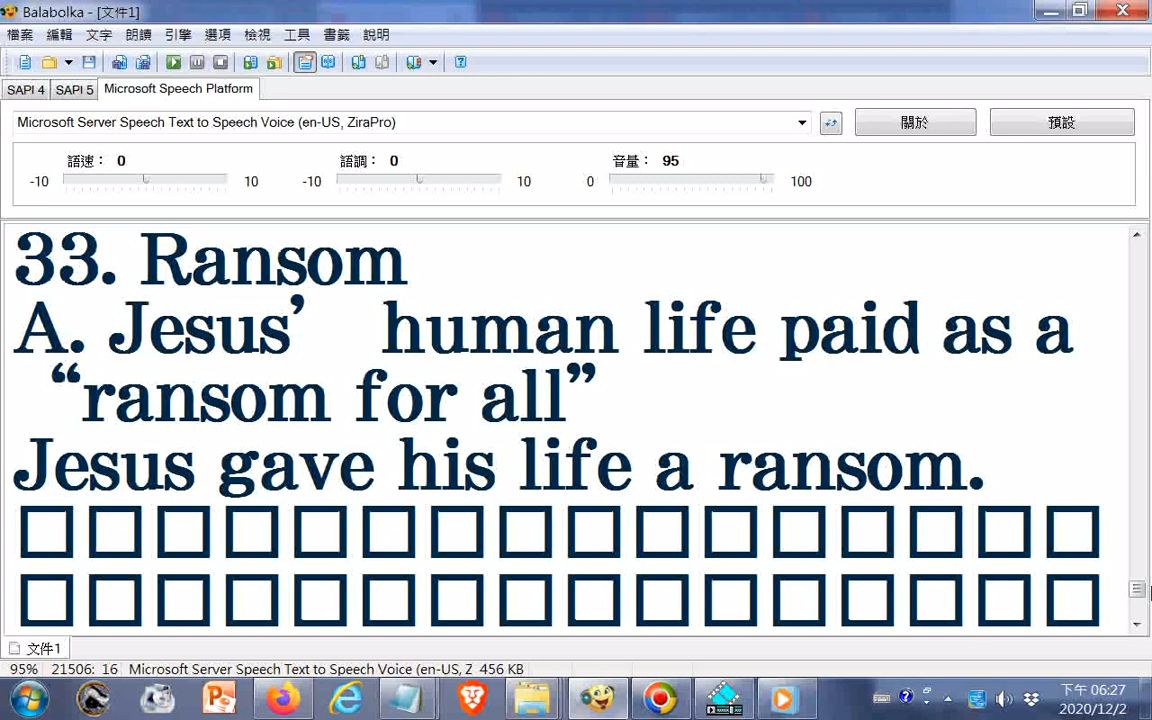 Balabolka - [文件1]
檔案 編輯 文字 朗讀 引擎 選項 檢視 工具 書籤 說明
SAPI 4 SAPI 5 Microsoft Speech Platform
Microsoft Server Speech Text to Speech Voice (en-US, ZiraPro) 關於 預設
語速： 0 語調： 0 音量： 95
-10 10 -10 10 0 100
33. Ransom
A. Jesus’ human life paid as a
“ransom for all”
Jesus gave his life a ransom.
□□□□□□□□□□□□□□□□
□□□□□□□□□□□□□□□□
文件1
95% 21506: 16 Microsoft Server Speech Text to Speech Voice (en-US, Z 456 KB
下午 06:27
2020/12/2